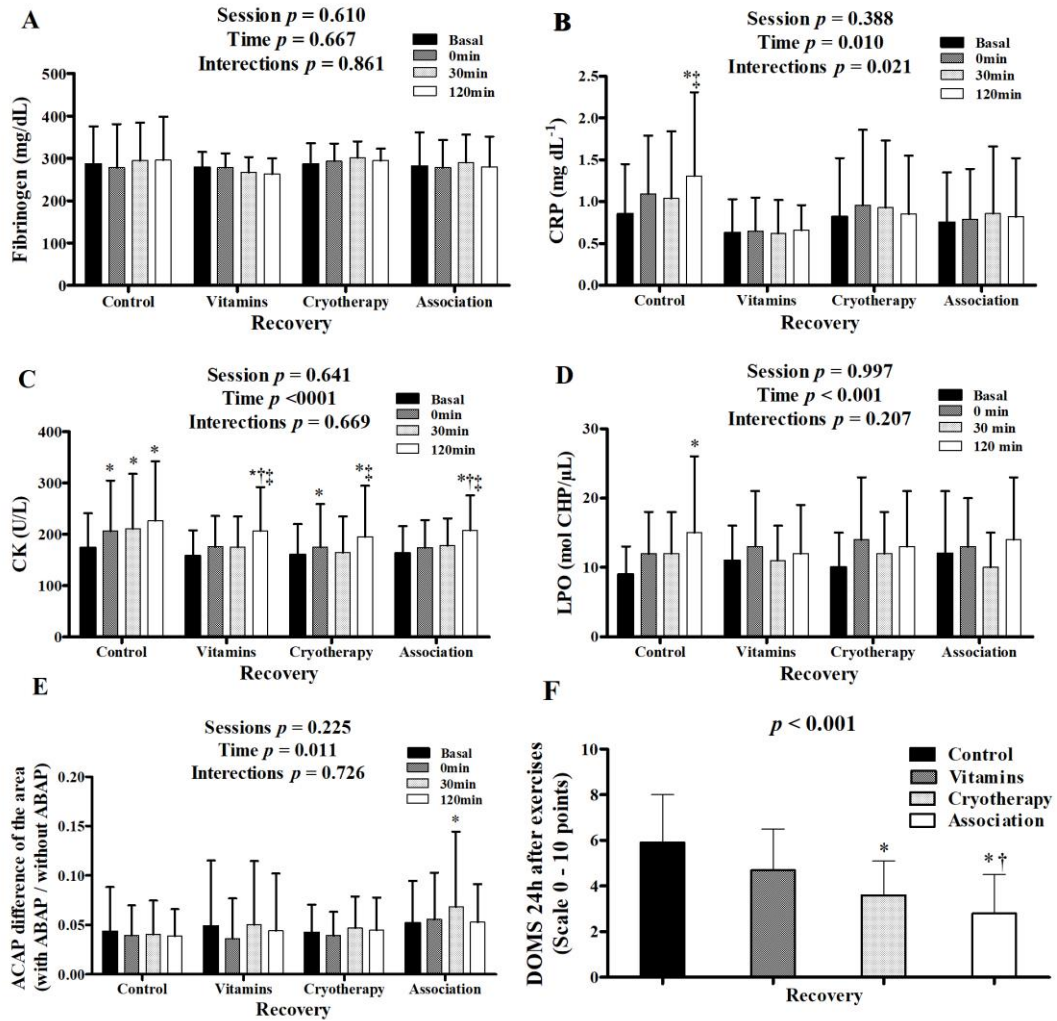 A
Session p = 0.610
Time p = 0.667
Interections p = 0.861
Basal
0min
30min
120min
Fibrinogen (mg/dL)
500
400
300
200
100
0
Control
Vitamins
Cryotherapy
Association
Recovery
B
Session p = 0.388
Time p = 0.010
Interections p = 0.021
Basal
0min
30min
120min
CRP (mg dL-1)
2.5
2.0
1.5
1.0
0.5
0.0
*‡
Control
Vitamins
Cryotherapy
Association
Recovery
C
Session p = 0.641
Time p <0001
Interections p = 0.669
Basal
0min
30min
120min
CK (U/L)
400
300
200
100
0
* * *
*†‡
*
*‡
*†‡
Control
Vitamins
Cryotherapy
Association
Recovery
D
Session p = 0.997
Time p < 0.001
Interections p = 0.207
Basal
0 min
30 min
120 min
LPO (mol CHP/µL)
30
20
10
0
*
Control
Vitamins
Cryotherapy
Association
Recovery
E
Sessions p = 0.225
Time p = 0.011
Interections p = 0.726
Basal
0min
30min
120min
ACAP difference of the area
(with ABAP / without ABAP)
0.20
0.15
0.10
0.05
0.00
*
Control
Vitamins
Cryotherapy
Association
Recovery
F
p < 0.001
Control
Vitamins
Cryotherapy
Association
DOMS 24h after exercises
(Scale 0 - 10 points)
10
8
6
4
2
0
*
* †
Recovery